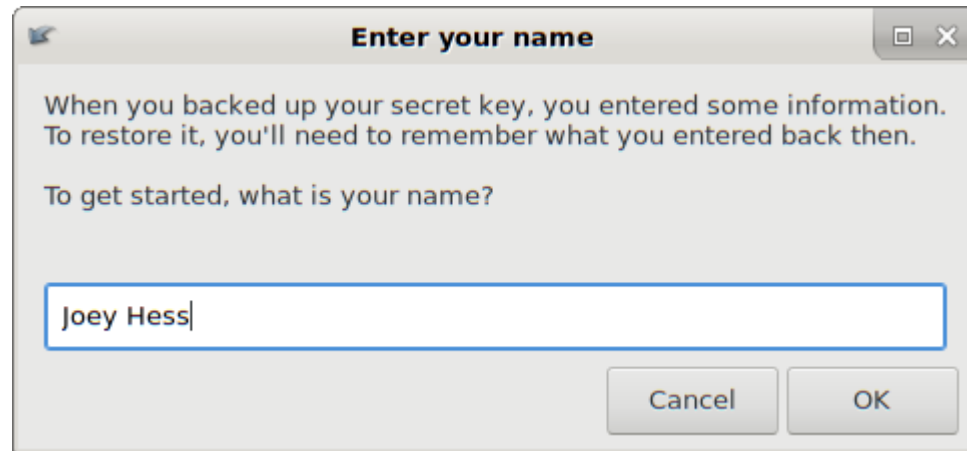 Enter your name
When you backed up your secret key, you entered some information.
To restore it, you'll need to remember what you entered back then.
To get started, what is your name?
Joey Hess
Cancel OK